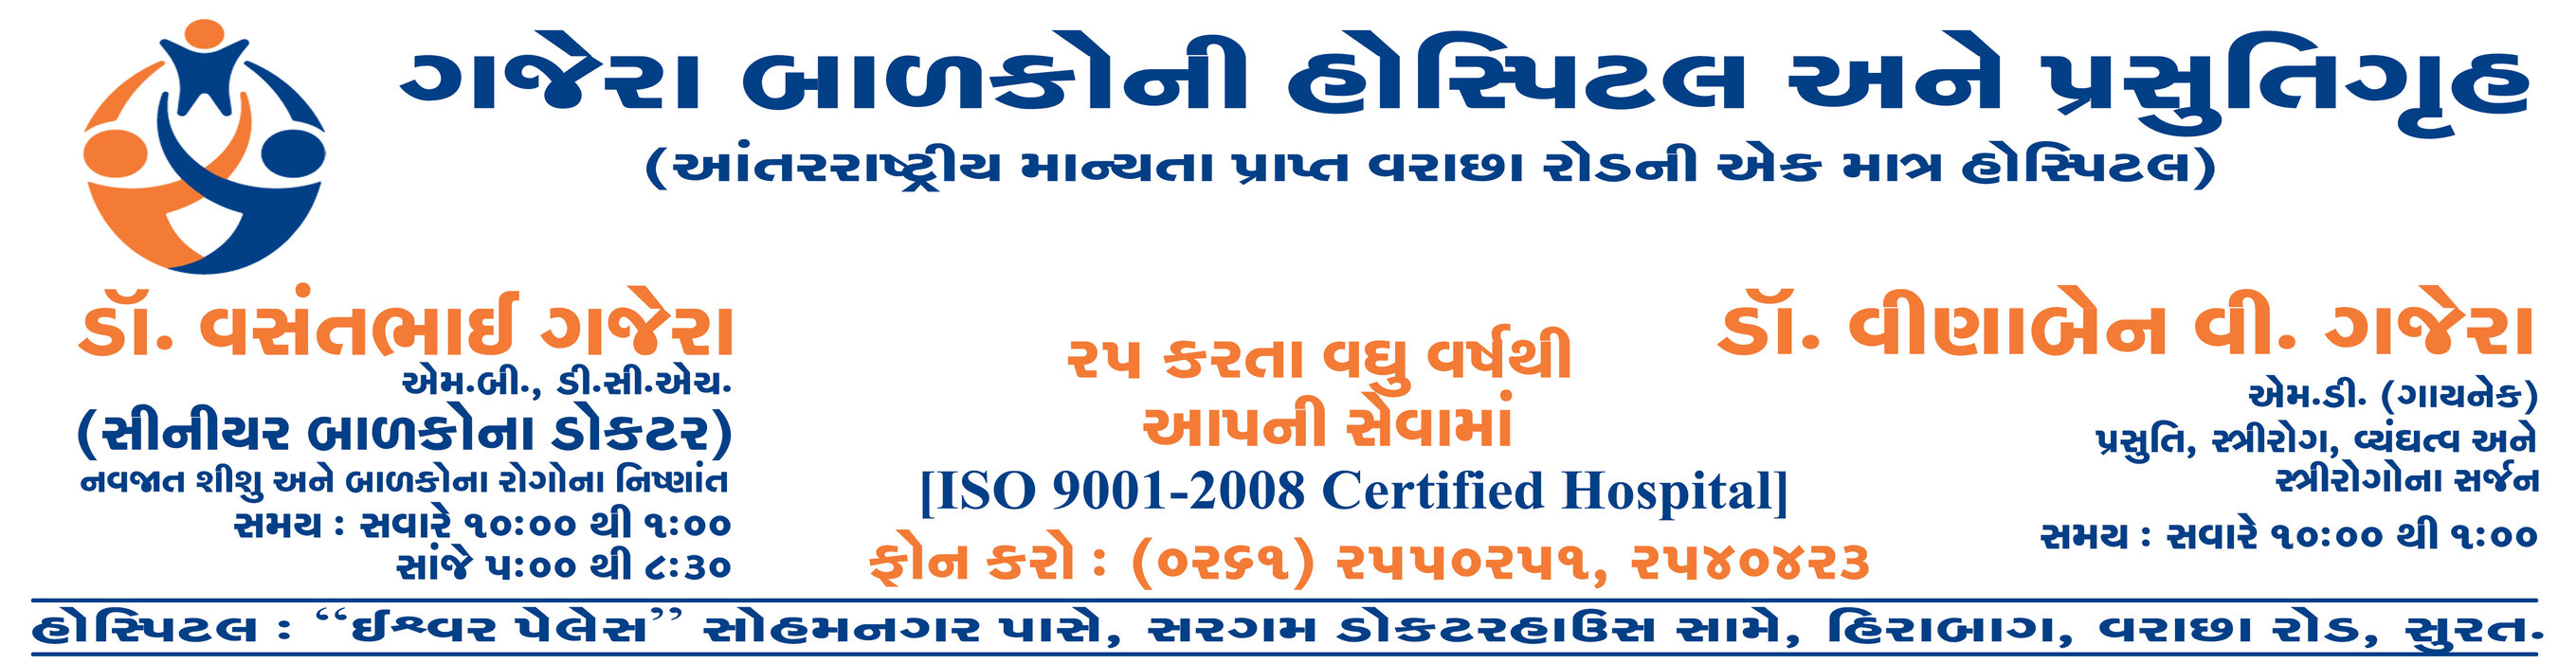 ગજેરા બાળકોની હોસ્પિટલ અને પ્રસુતિગૃહ
(આંતરરાષ્ટ્રીય માન્યતા પ્રાપ્ત વરાછા રોડની એક માત્ર હોસ્પિટલ)
ડૉ. વસંતભાઈ ગજેરા
એમ.બી., ડી.સી.એચ.
(સીનીયર બાળકોના ડોકટર)
નવજાત શીશુ અને બાળકોના રોગોના નિષ્ણાંત
સમય : સવારે ૧૦:૦૦ થી ૧:૦૦
સાંજે ૫:૦૦ થી ૮:૩૦
૨૫ કરતા વધુ વર્ષથી
આપની સેવામાં
[ISO 9001-2008 Certified Hospital]
ફોન કરો : (૦૨૬૧) ૨૫૫૦૨૫૧, ૨૫૪૦૪૨૩
ડૉ. વીણાબેન વી. ગજેરા
એમ.ડી. (ગાયનેક)
પ્રસુતિ, સ્ત્રીરોગ, વ્યંધત્વ અને
સ્ત્રીરોગોના સર્જન
સમય : સવારે ૧૦:૦૦ થી ૧:૦૦
હોસ્પિટલ : “ઈશ્વર પેલેસ” સોહમનગર પાસે, સરગમ ડોકટરહાઉસ સામે, હિરાબાગ, વરાછા રોડ, સુરત.